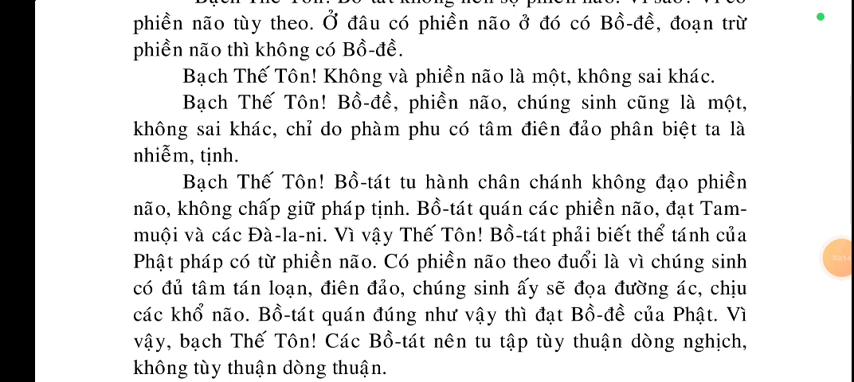 phiền não tùy theo. Ở đâu có phiền não ở đó có Bồ-đề, đoạn trừ
phiền não thì không có Bồ-đề.
Bạch Thế Tôn! Không và phiền não là một, không sai khác.
Bạch Thế Tôn! Bồ-đề, phiền não, chúng sinh cũng là một,
không sai khác, chỉ do phàm phu có tâm điên đảo phân biệt ta là
nhiễm, tịnh.
Bạch Thế Tôn! Bồ-tát tu hành chân chánh không đạo phiền
não, không chấp giữ pháp tịnh. Bồ-tát quán các phiền não, đạt Tam-
muội và các Đà-la-ni. Vì vậy Thế Tôn! Bồ-tát phải biết thể tánh của
Phật pháp có từ phiền não. Có phiền não theo đuổi là vì chúng sinh
có đủ tâm tán loạn, điên đảo, chúng sinh ấy sẽ đọa đường ác, chịu
các khổ não. Bồ-tát quán đúng như vậy thì đạt Bồ-đề của Phật. Vì
vậy, bạch Thế Tôn! Các Bồ-tát nên tu tập tùy thuận dòng nghịch,
không tùy thuận dòng thuận.